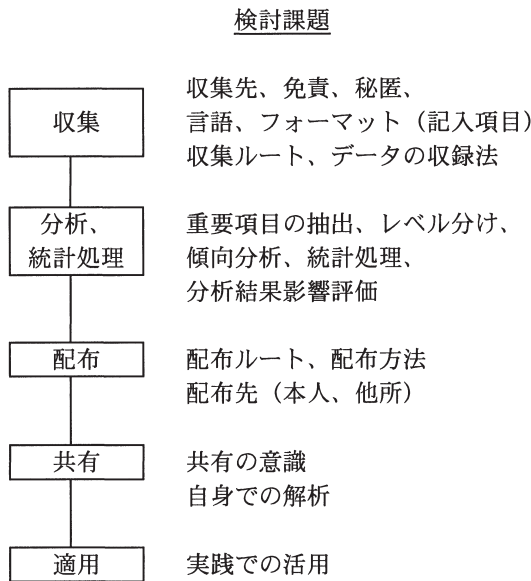 検討課題
収集
収集先、免責、秘匿、
言語、フォーマット（記入項目）
収集ルート、データの収録法
分析、
統計処理
重要項目の抽出、レベル分け、
傾向分析、統計処理、
分析結果影響評価
配布
配布ルート、配布方法
配布先（本人、他所）
共有
共有の意識
自身での解析
適用
実践での活用